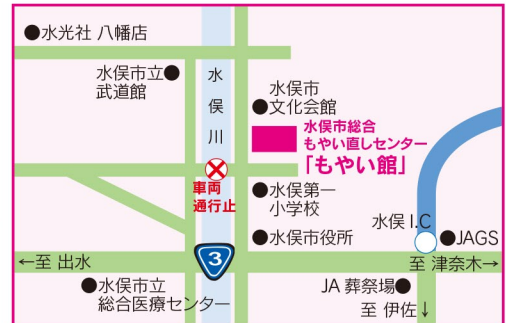 ●水光社 八幡店
水俣市立●
武道館
水俣川
水俣市
●文化会館
水俣市総合
もやい直しセンター
「もやい館」
車両
通行止
●水俣第一
小学校
水俣 I.C
●水俣市役所
●JAGS
3
←至 出水
至 津奈木→
●水俣市立
総合医療センター
JA 葬祭場●
至 伊佐↓